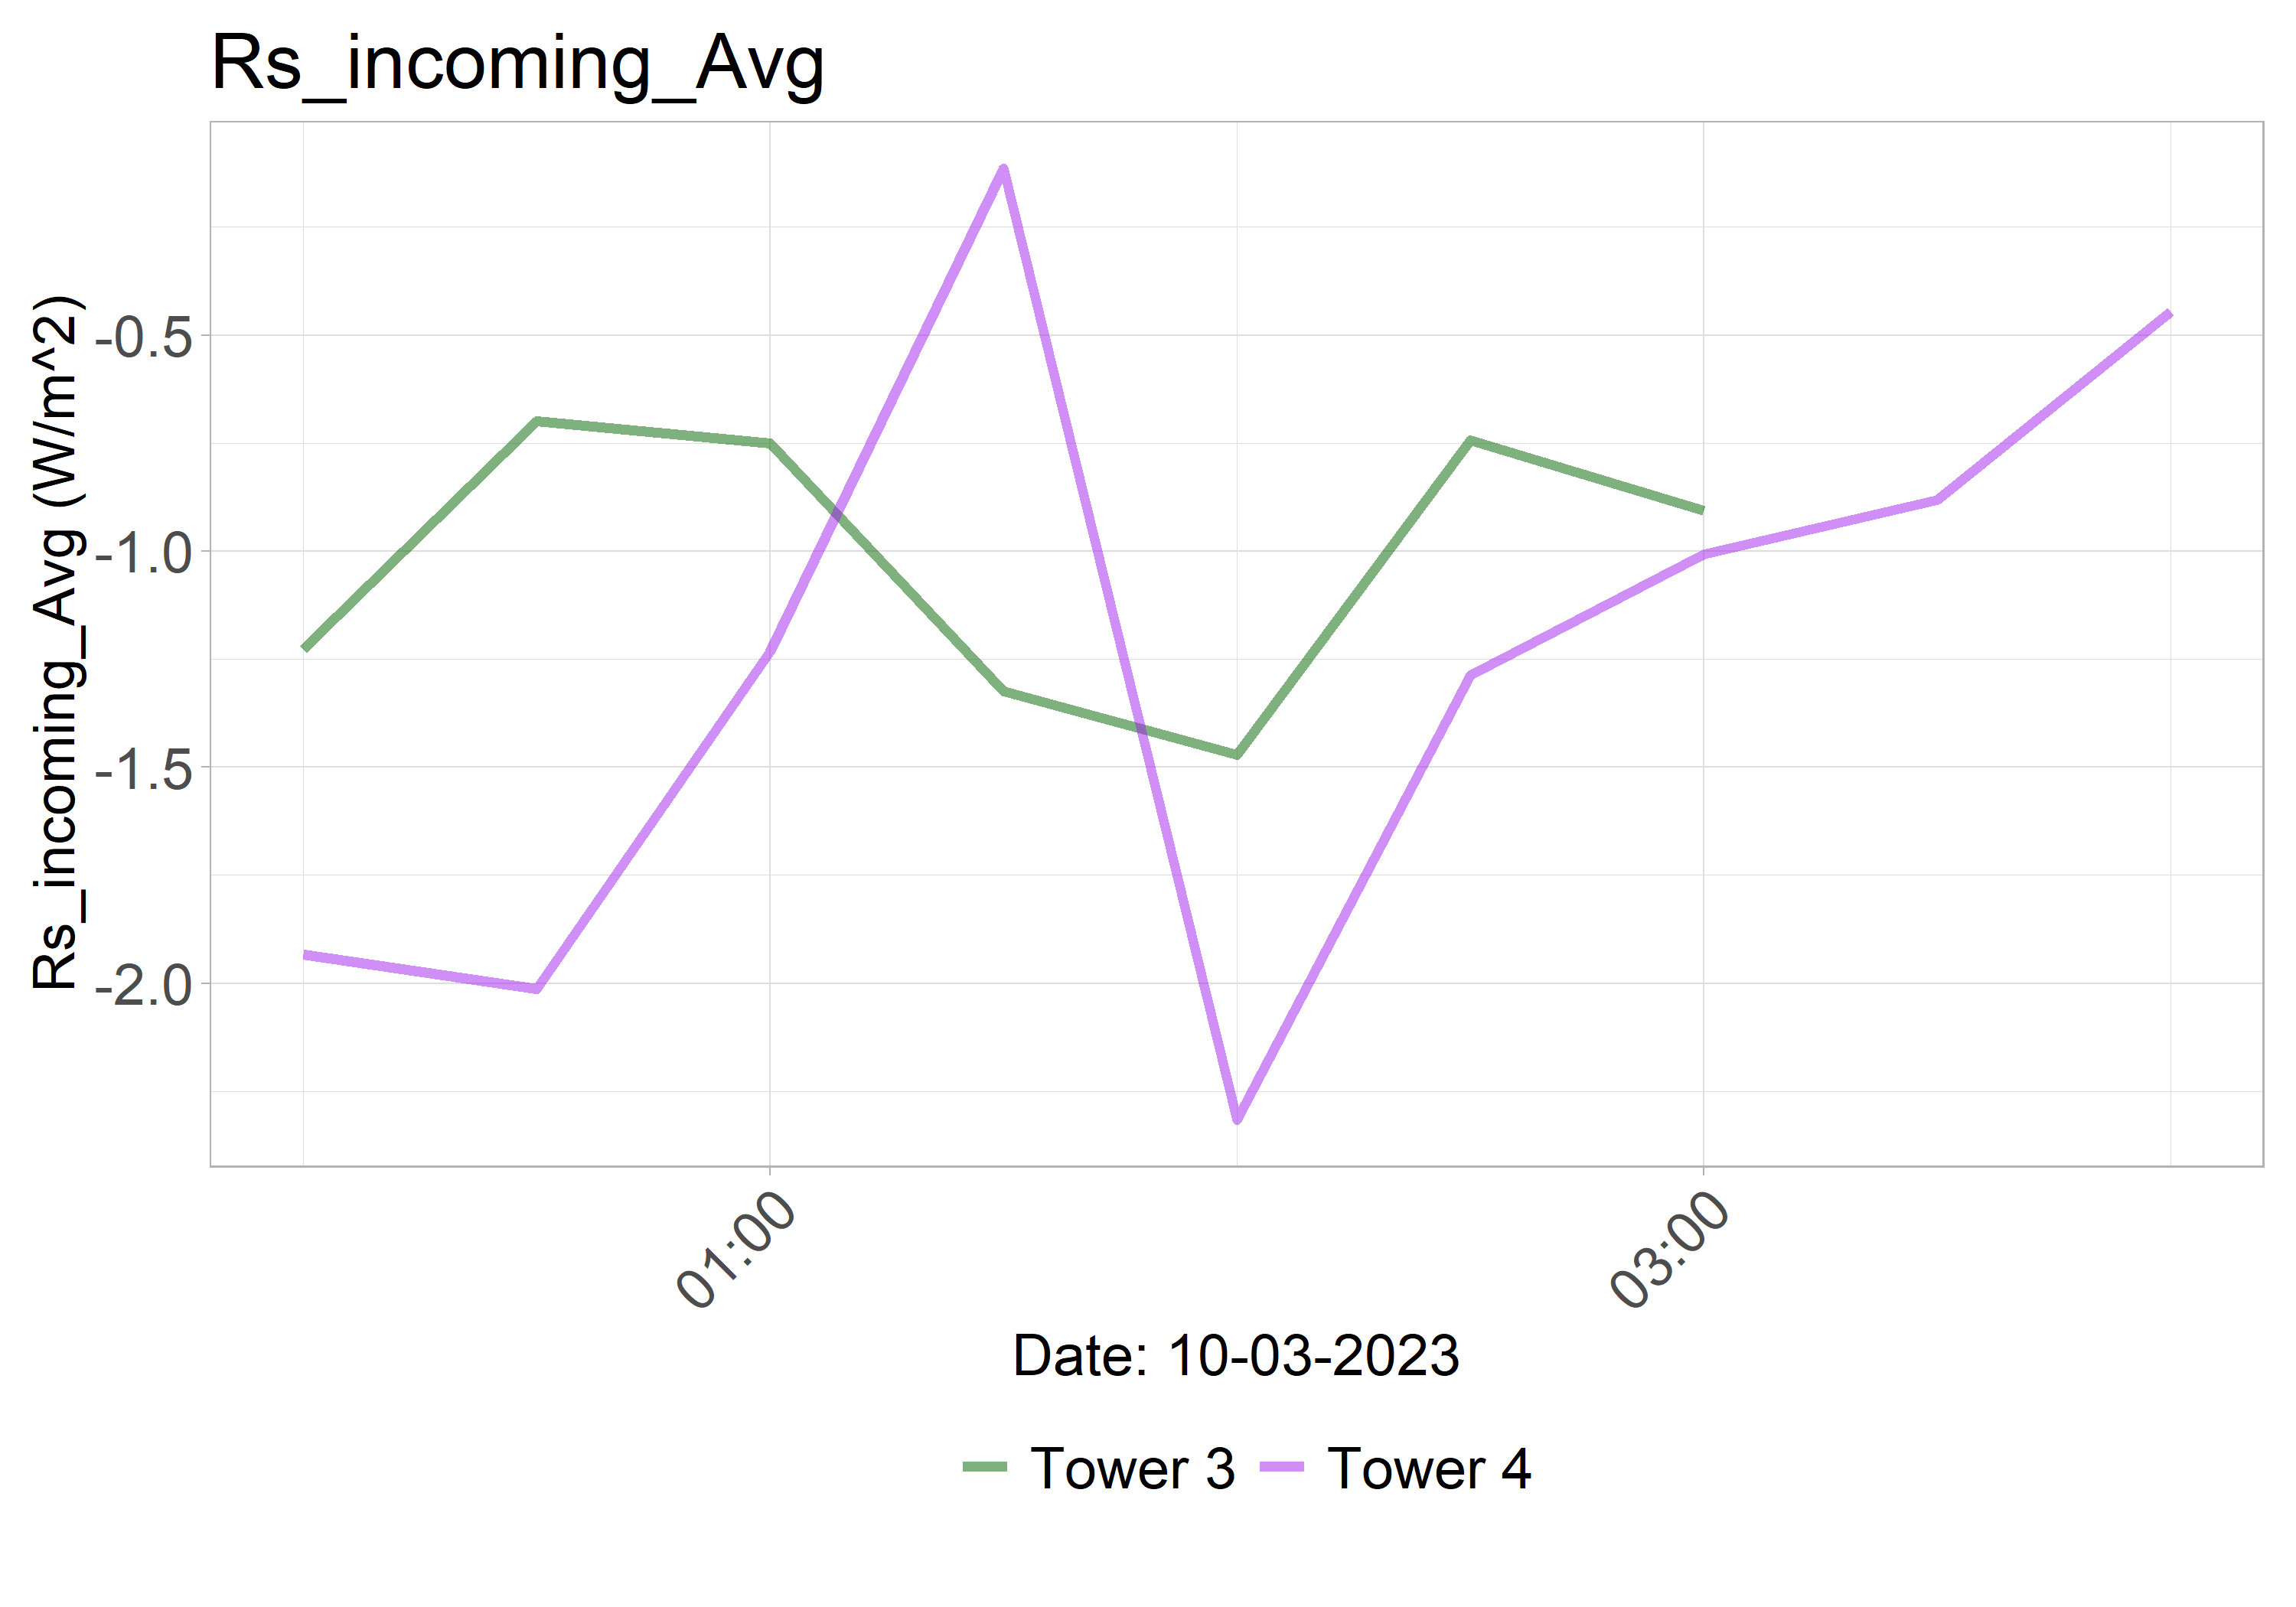 Rs_incoming_Avg
Rs_incoming_Avg (W/m^2)
-0.5
-1.0
-1.5
-2.0
01:00
03:00
Date: 10-03-2023
Tower 3
Tower 4